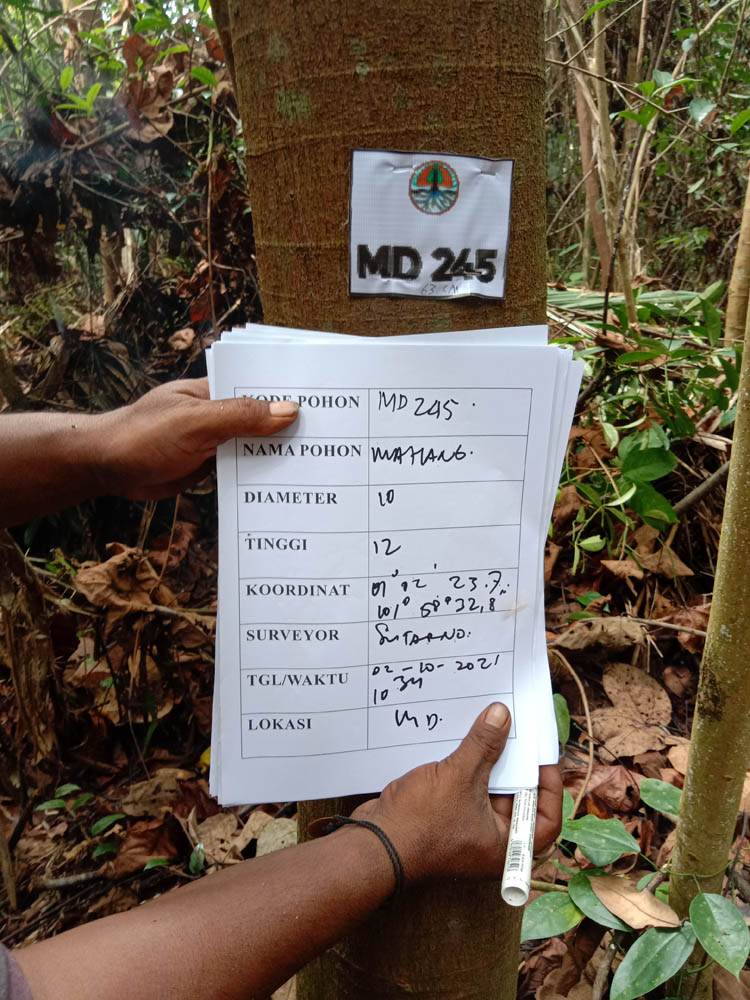 MD 245
63 CM
KODE POHON MD 245.
NAMA POHON MAHANG.
DIAMETER 10
TINGGI 12
KOORDINAT 01° 02' 23.7"
101° 58' 32,8
SURVEYOR SUTARNO.
TGL/WAKTU 02-10-2021
10 34
LOKASI MD.